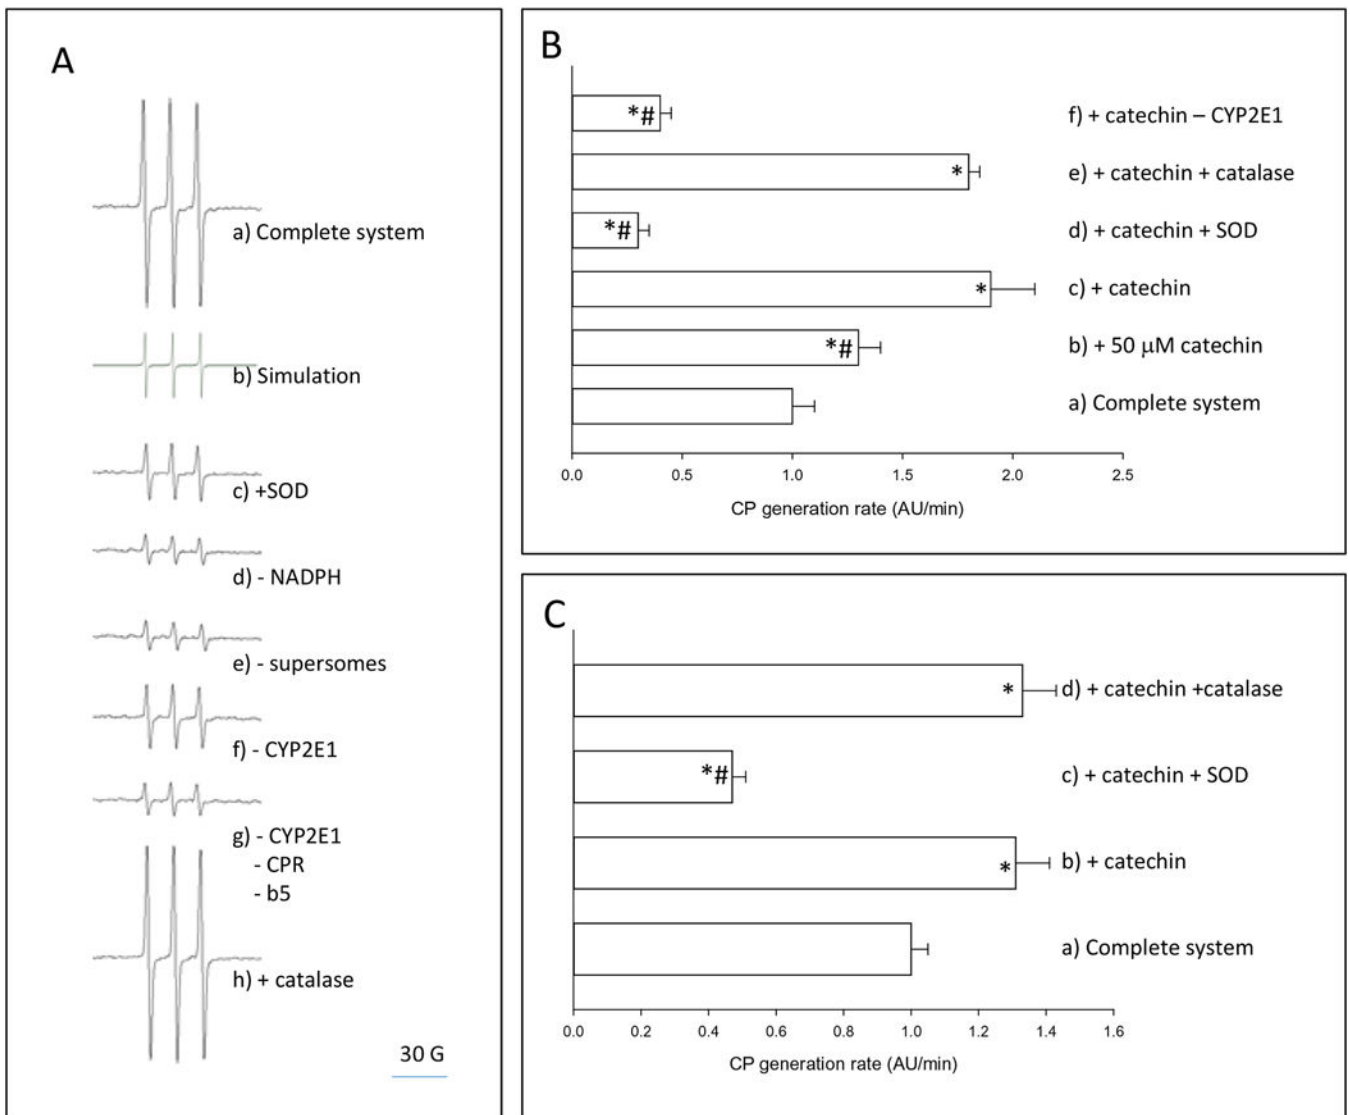 A
a) Complete system
b) Simulation
c) +SOD
d) - NADPH
e) - supersomes
f) - CYP2E1
g) - CYP2E1
- CPR
- b5
h) + catalase
30 G
B
*# f) + catechin – CYP2E1
* e) + catechin + catalase
*# d) + catechin + SOD
* c) + catechin
*# b) + 50 μM catechin
a) Complete system
0.0 0.5 1.0 1.5 2.0 2.5
CP generation rate (AU/min)
C
* d) + catechin +catalase
*# c) + catechin + SOD
* b) + catechin
a) Complete system
0.0 0.2 0.4 0.6 0.8 1.0 1.2 1.4 1.6
CP generation rate (AU/min)